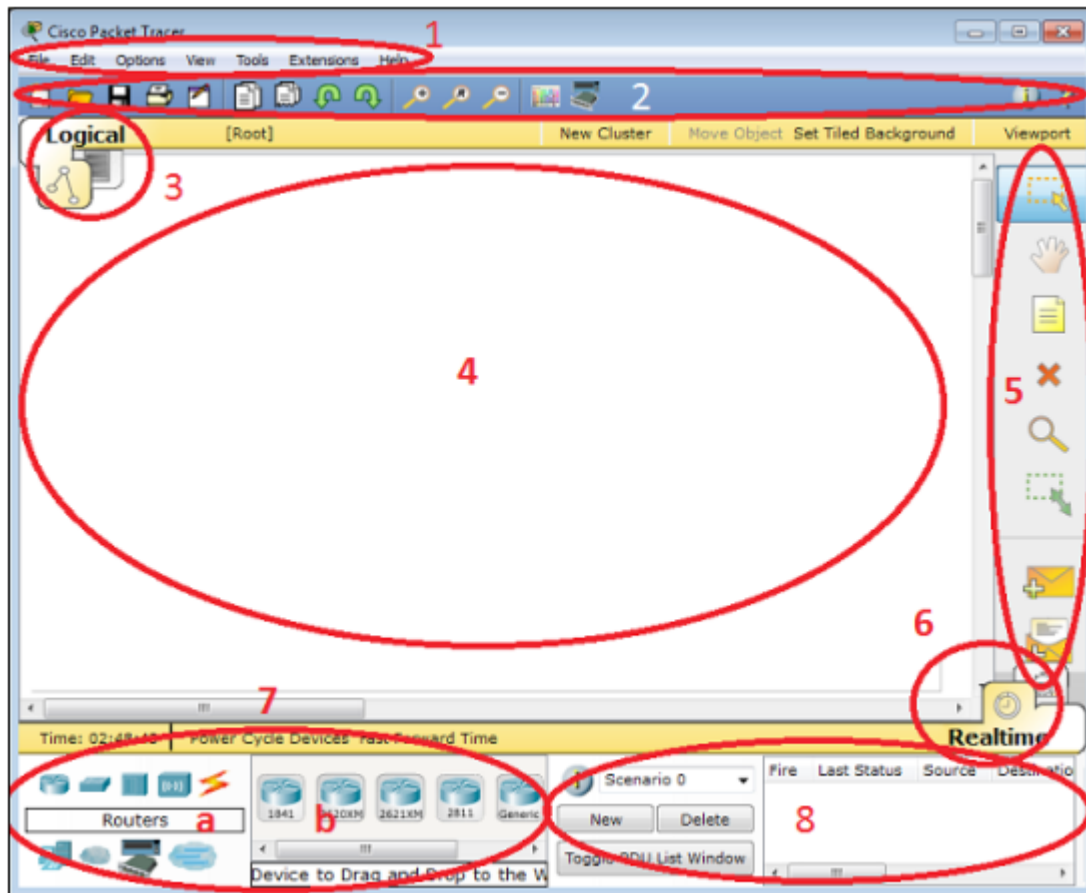 Cisco Packet Tracer
1
File Edit Options View Tools Extensions Help
2
Logical [Root] New Cluster Move Object Set Tiled Background Viewport
3
4
5
6
7
Time: 02:48:48 Power Cycle Devices Fast Forward Time
Realtime
Scenario 0 Fire Last Status Source Destinatio
1841 2620XM 2621XM 2811 Generic
Routers a b
New Delete 8
Toggle PDU List Window
Device to Drag and Drop to the W